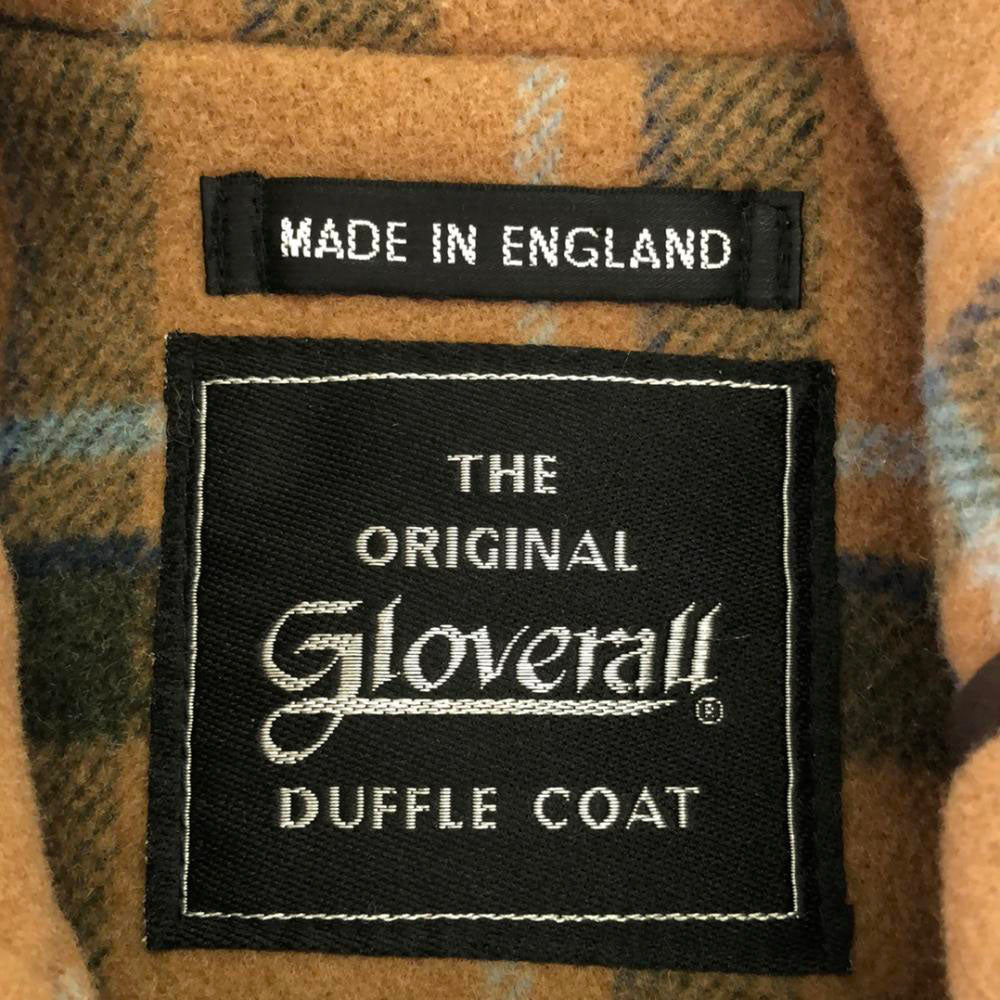 MADE IN ENGLAND
THE
ORIGINAL
Gloverall®
DUFFLE COAT